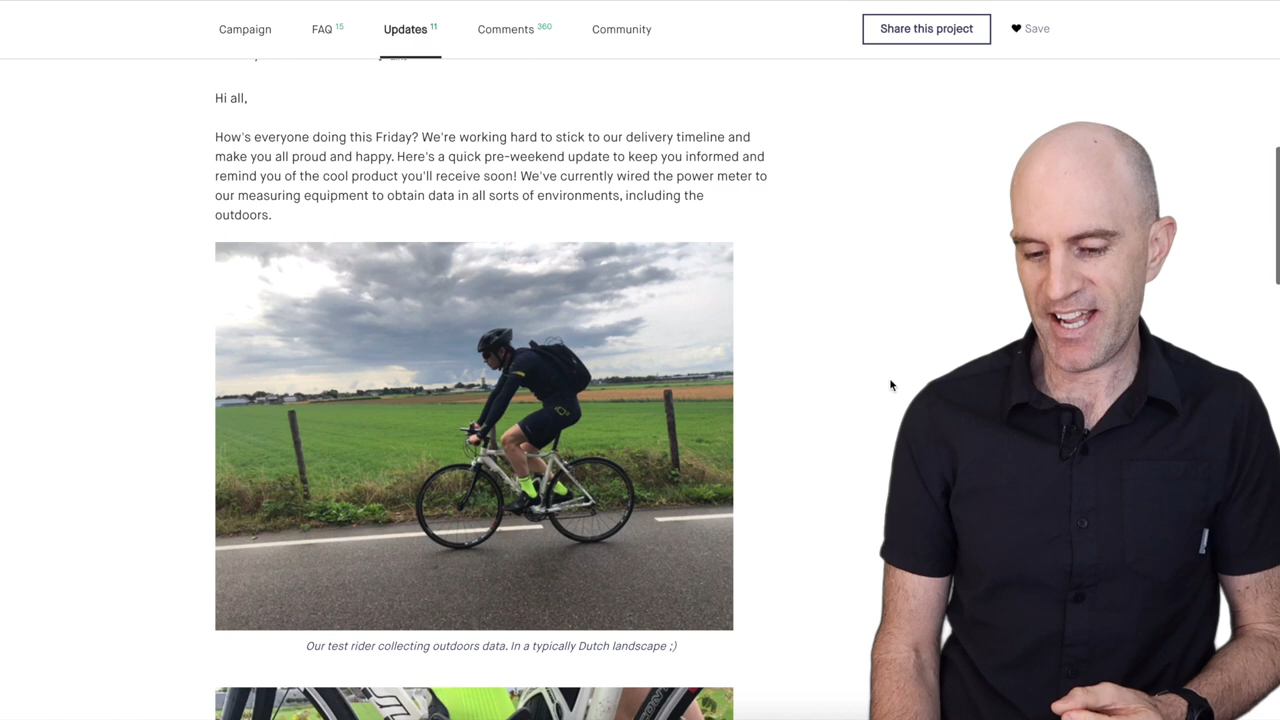 Campaign
FAQ 15
Updates 11
Comments 360
Community
Share this project
Save
Hi all,
How's everyone doing this Friday? We're working hard to stick to our delivery timeline and
make you all proud and happy. Here's a quick pre-weekend update to keep you informed and
remind you of the cool product you'll receive soon! We've currently wired the power meter to
our measuring equipment to obtain data in all sorts of environments, including the
outdoors.
Our test rider collecting outdoors data. In a typically Dutch landscape ;)